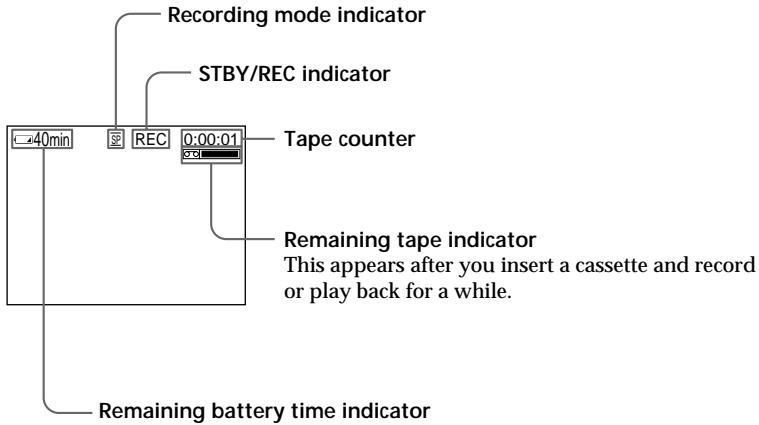 Recording mode indicator
STBY/REC indicator
40min SP REC 0:00:01
Tape counter
Remaining tape indicator
This appears after you insert a cassette and record
or play back for a while.
Remaining battery time indicator